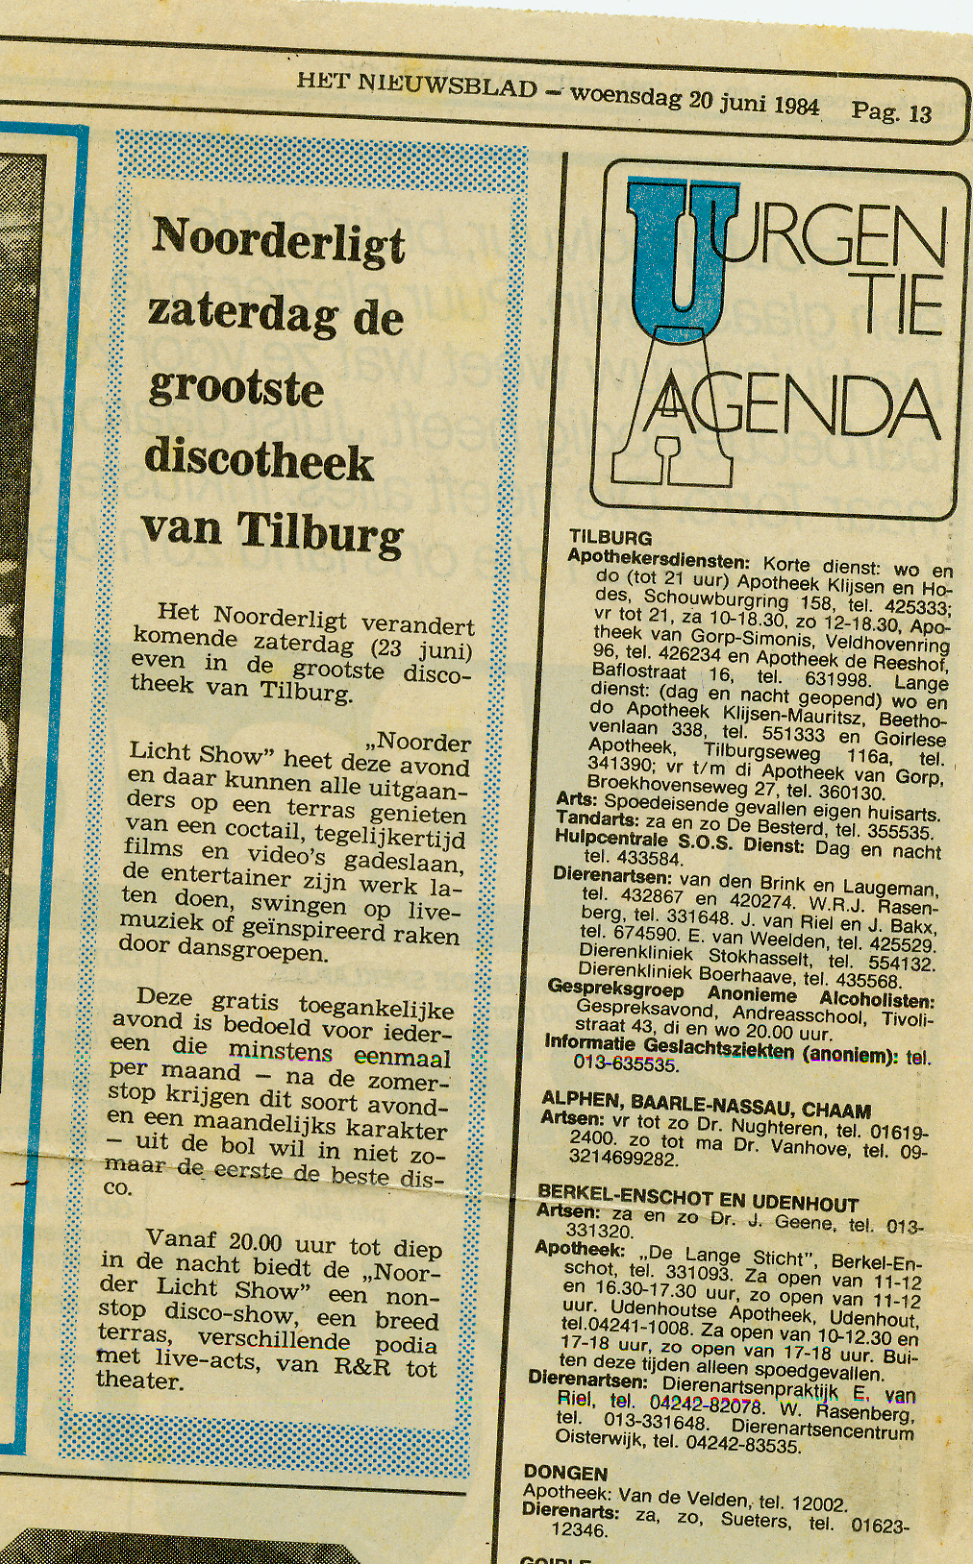 HET NIEUWSBLAD – woensdag 20 juni 1984 Pag. 13
Noorderligt
zaterdag de
grootste
discotheek
van Tilburg
Het Noorderligt verandert
komende zaterdag (23 juni)
even in de grootste disco-
theek van Tilburg.
„Noorder
Licht Show” heet deze avond
en daar kunnen alle uitgaan-
ders op een terras genieten
van een coctail, tegelijkertijd
films en video's gadeslaan,
de entertainer zijn werk la-
ten doen, swingen op live-
muziek of geïnspireerd raken
door dansgroepen.
Deze gratis toegankelijke
avond is bedoeld voor ieder-
een die minstens eenmaal
per maand – na de zomer-
stop krijgen dit soort avond-
en een maandelijks karakter
– uit de bol wil in niet zo-
maar de eerste de beste dis-
co.
Vanaf 20.00 uur tot diep
in de nacht biedt de „Noor-
der Licht Show” een non-
stop disco-show, een breed
terras, verschillende podia
met live-acts, van R&R tot
theater.
UURGEN
TIE
AGENDA
TILBURG
Apothekersdiensten: Korte dienst: wo en
do (tot 21 uur) Apotheek Klijsen en Ho-
des, Schouwburgring 158, tel. 425333;
vr tot 21, za 10-18.30, zo 12-18.30, Apo-
theek van Gorp-Simonis, Veldhovenring
96, tel. 426234 en Apotheek de Reeshof,
Baflostraat 16, tel. 631998. Lange
dienst: (dag en nacht geopend) wo en
do Apotheek Klijsen-Mauritsz, Beetho-
venlaan 338, tel. 551333 en Goirlese
Apotheek, Tilburgseweg 116a, tel.
341390; vr t/m di Apotheek van Gorp,
Broekhovenseweg 27, tel. 360130.
Arts: Spoedeisende gevallen eigen huisarts.
Tandarts: za en zo De Besterd, tel. 355535.
Hulpcentrale S.O.S. Dienst: Dag en nacht
tel. 433584.
Dierenartsen: van den Brink en Laugeman,
tel. 432867 en 420274. W.R.J. Rasen-
berg, tel. 331648. J. van Riel en J. Bakx,
tel. 674590. E. van Weelden, tel. 425529.
Dierenkliniek Stokhasselt, tel. 554132.
Dierenkliniek Boerhaave, tel. 435568.
Gespreksgroep Anonieme Alcoholisten:
Gespreksavond, Andreasschool, Tivoli-
straat 43, di en wo 20.00 uur.
Informatie Geslachtsziekten (anoniem): tel.
013-635535.
ALPHEN, BAARLE-NASSAU, CHAAM
Artsen: vr tot zo Dr. Nughteren, tel. 01619-
2400. zo tot ma Dr. Vanhove, tel. 09-
3214699282.
BERKEL-ENSCHOT EN UDENHOUT
Artsen: za en zo Dr. J. Geene, tel. 013-
331320.
Apotheek: „De Lange Sticht”, Berkel-En-
schot, tel. 331093. Za open van 11-12
en 16.30-17.30 uur, zo open van 11-12
uur. Udenhoutse Apotheek, Udenhout,
tel.04241-1008. Za open van 10-12.30 en
17-18 uur, zo open van 17-18 uur. Bui-
ten deze tijden alleen spoedgevallen.
Dierenartsen: Dierenartsenpraktijk E. van
Riel, tel. 04242-82078. W. Rasenberg,
tel. 013-331648. Dierenartsencentrum
Oisterwijk, tel. 04242-83535.
DONGEN
Apotheek: Van de Velden, tel. 12002.
Dierenarts: za, zo, Sueters, tel. 01623-
12346.